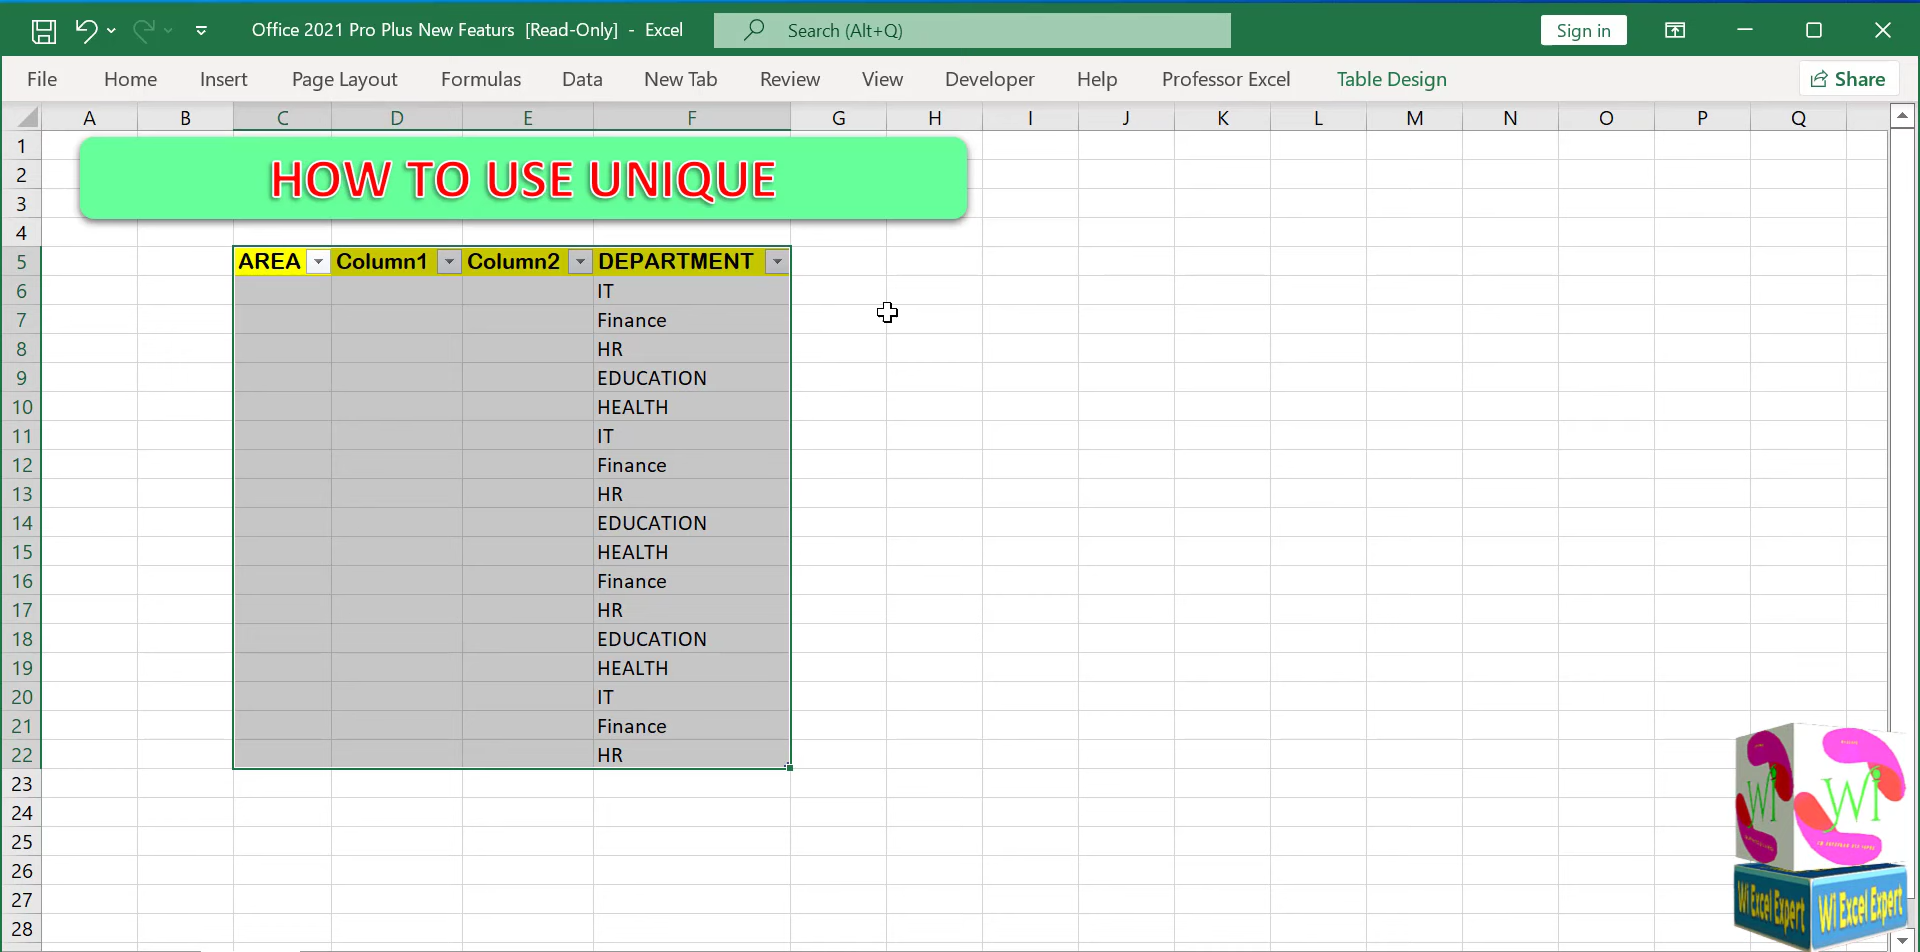 Office 2021 Pro Plus New Featurs [Read-Only] - Excel
Search (Alt+Q)
Sign in
File Home Insert Page Layout Formulas Data New Tab Review View Developer Help Professor Excel Table Design Share
A B C D E F G H I J K L M N O P Q
1
HOW TO USE UNIQUE
2
3
4
5 AREA Column1 Column2 DEPARTMENT
6 IT
7 Finance
8 HR
9 EDUCATION
10 HEALTH
11 IT
12 Finance
13 HR
14 EDUCATION
15 HEALTH
16 Finance
17 HR
18 EDUCATION
19 HEALTH
20 IT
21 Finance
22 HR
23
24
25
26
27
28
Wi Wi
Wi Excel Expert Wi Excel Expert